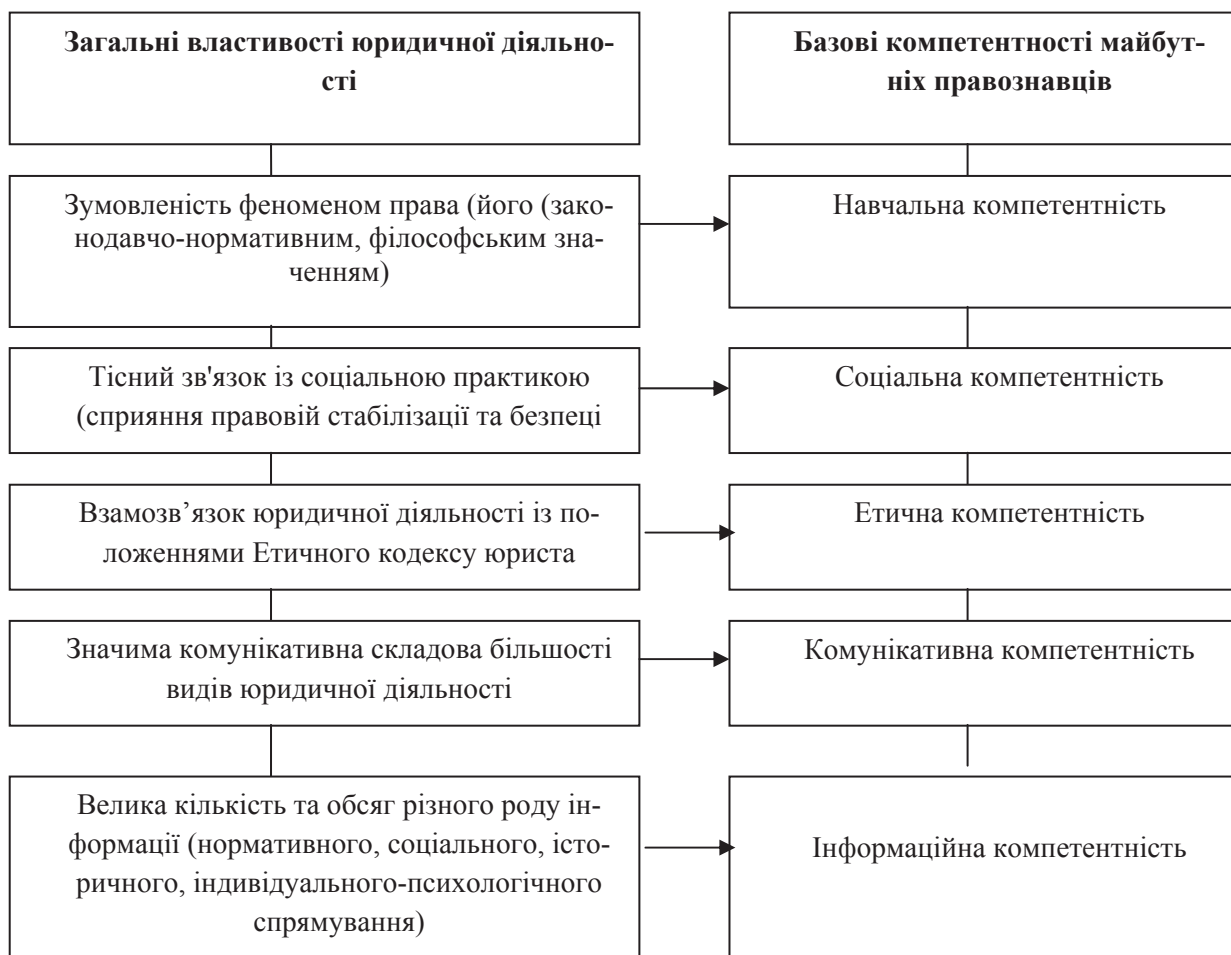 Загальні властивості юридичної діяльно-
сті
Базові компетентності майбут-
ніх правознавців
Зумовленість феноменом права (його (зако-
нодавчо-нормативним, філософським зна-
ченням)
Навчальна компетентність
Тісний зв'язок із соціальною практикою
(сприяння правовій стабілізації та безпеці
Соціальна компетентність
Взамозв’язок юридичної діяльності із по-
ложеннями Етичного кодексу юриста
Етична компетентність
Значима комунікативна складова більшості
видів юридичної діяльності
Комунікативна компетентність
Велика кількість та обсяг різного роду ін-
формації (нормативного, соціального, істо-
ричного, індивідуального-психологічного
спрямування)
Інформаційна компетентність